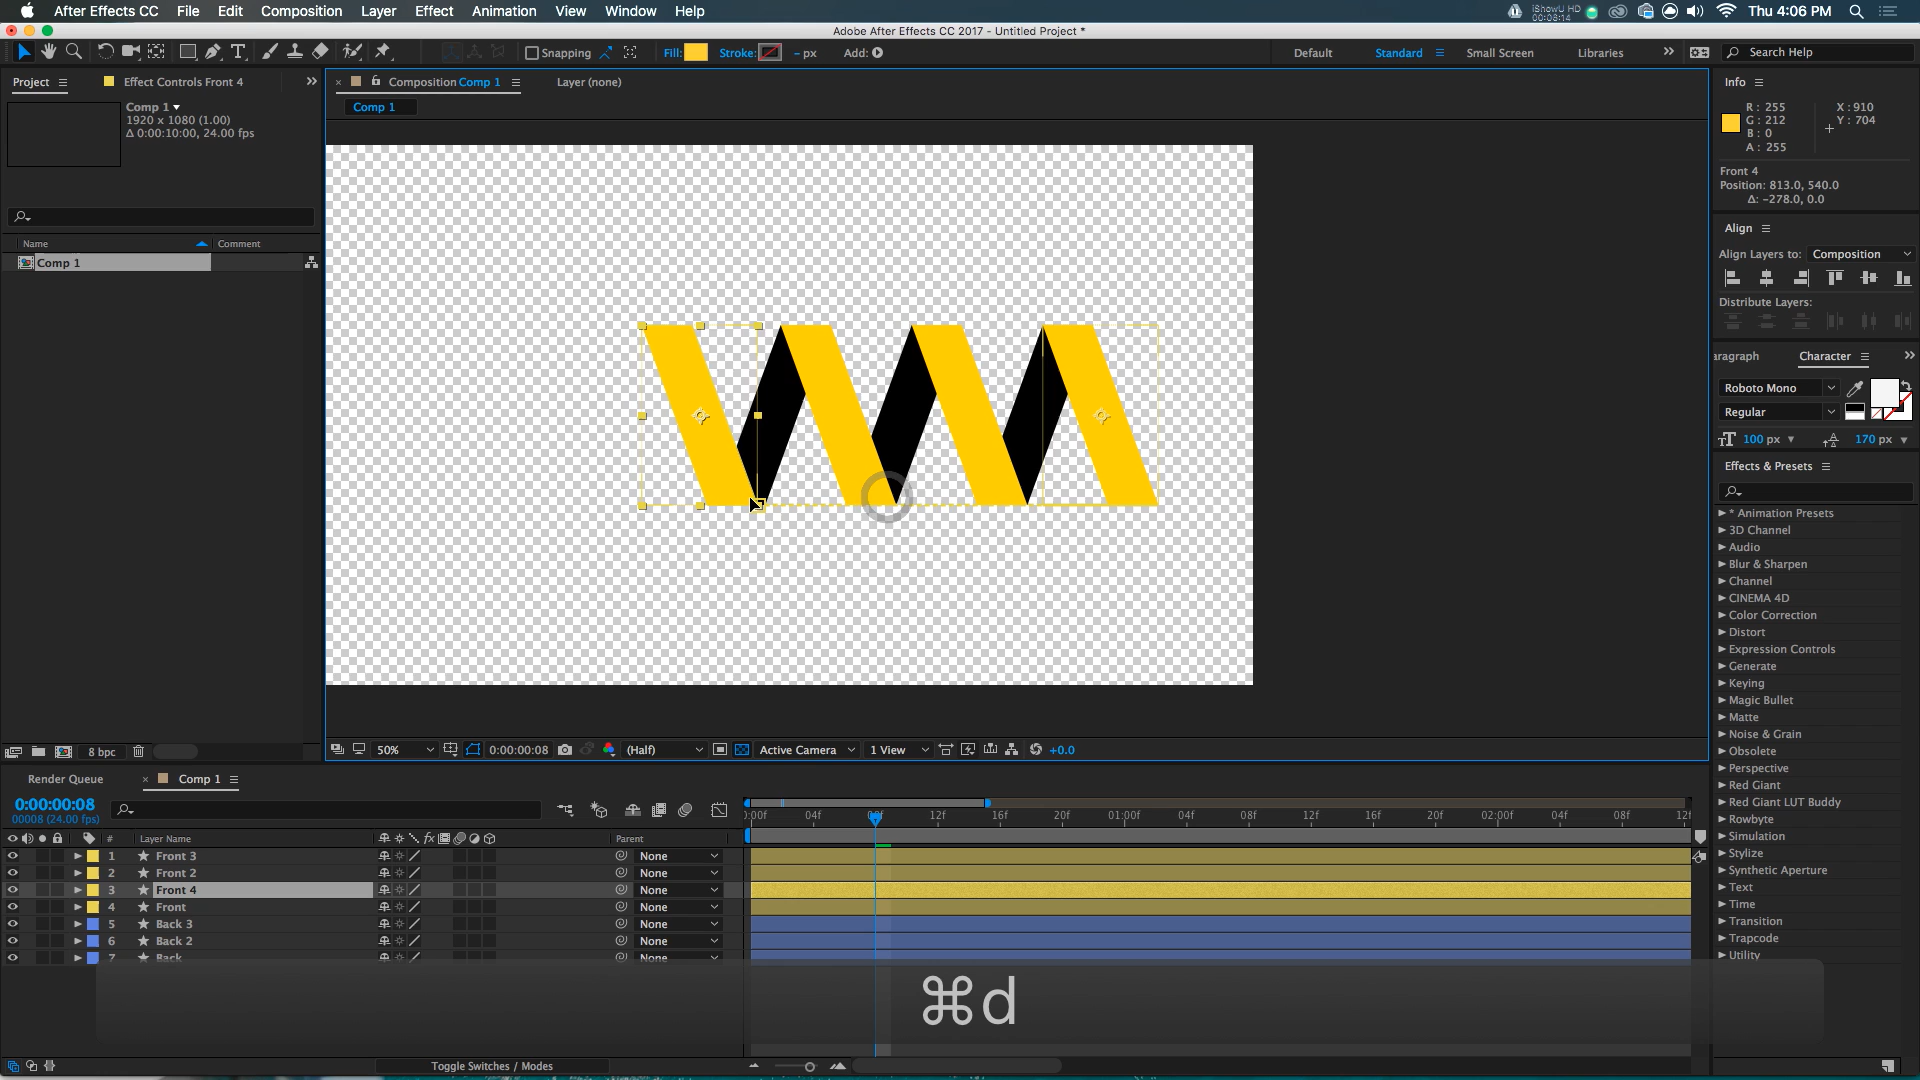 After Effects CC File Edit Composition Layer Effect Animation View Window Help
iShowU HD
00:08:14
Thu 4:06 PM
Adobe After Effects CC 2017 - Untitled Project *
Snapping Fill: Stroke: - px Add: Default Standard Small Screen Libraries Search Help
Project Effect Controls Front 4
Composition Comp 1 Layer (none)
Comp 1
Comp 1
1920 x 1080 (1.00)
Δ 0:00:10:00, 24.00 fps
Name Comment
Comp 1
Info
R: 255 X: 910
G: 212 Y: 704
B: 0
A: 255
Front 4
Position: 813.0, 540.0
Δ: -278.0, 0.0
Align
Align Layers to: Composition
Distribute Layers:
aragraph Character
Roboto Mono
Regular
100 px 170 px
Effects & Presets
* Animation Presets
3D Channel
Audio
Blur & Sharpen
Channel
CINEMA 4D
Color Correction
Distort
Expression Controls
Generate
Keying
Magic Bullet
Matte
Noise & Grain
Obsolete
Perspective
Red Giant
Red Giant LUT Buddy
Rowbyte
Simulation
Stylize
Synthetic Aperture
Text
Time
Transition
Trapcode
Utility
8 bpc
50% 0:00:00:08 (Half) Active Camera 1 View +0.0
Render Queue Comp 1
0:00:00:08
00008 (24.00 fps)
:00f 04f 08f 12f 16f 20f 01:00f 04f 08f 12f 16f 20f 02:00f 04f 08f 12f
# Layer Name fx Parent
1 Front 3 None
2 Front 2 None
3 Front 4 None
4 Front None
5 Back 3 None
6 Back 2 None
7 Back None
⌘d
Toggle Switches / Modes